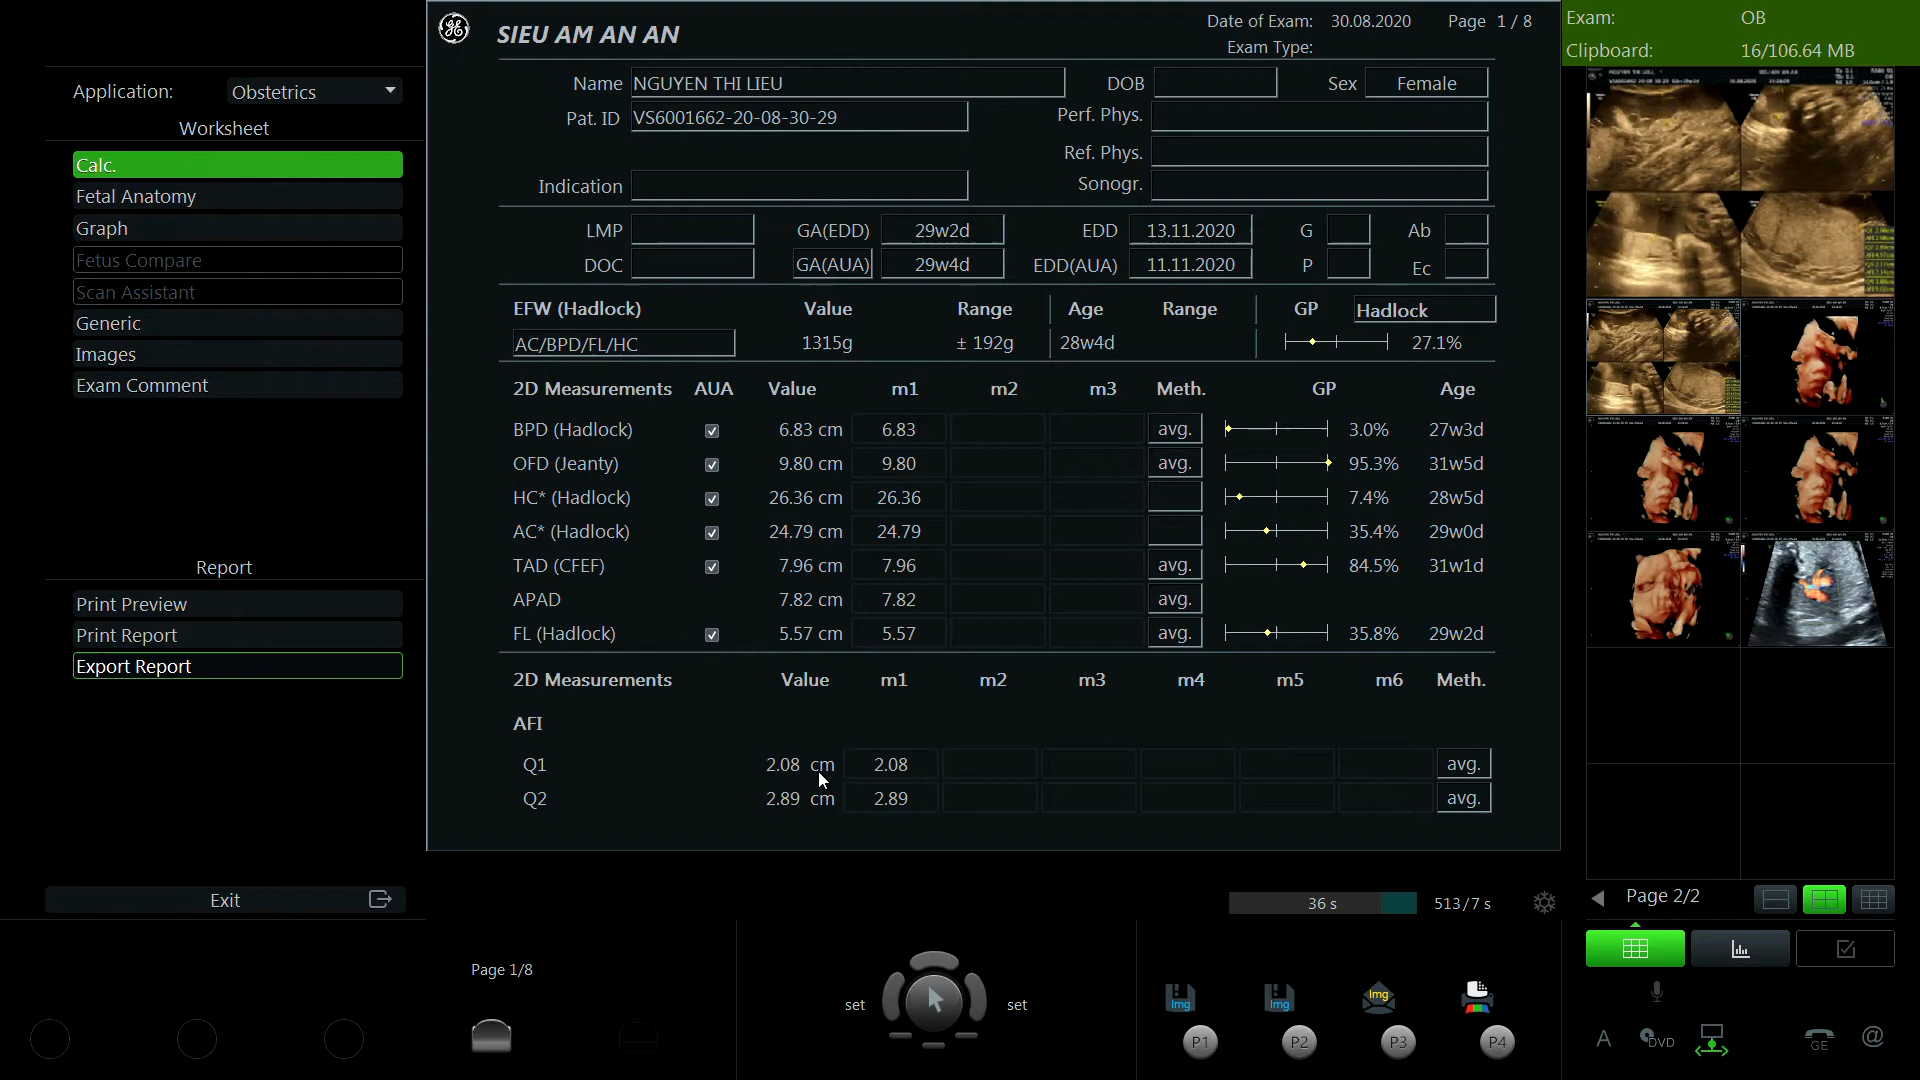 Application: Obstetrics
Worksheet
Calc.
Fetal Anatomy
Graph
Fetus Compare
Scan Assistant
Generic
Images
Exam Comment
Report
Print Preview
Print Report
Export Report
Exit
SIEU AM AN AN
Date of Exam: 30.08.2020 Page 1 / 8
Exam Type:
Name NGUYEN THI LIEU DOB Sex Female
Pat. ID VS6001662-20-08-30-29 Perf. Phys.
Ref. Phys.
Indication Sonogr.
LMP GA(EDD) 29w2d EDD 13.11.2020 G Ab
DOC GA(AUA) 29w4d EDD(AUA) 11.11.2020 P Ec
EFW (Hadlock) Value Range Age Range GP Hadlock
AC/BPD/FL/HC 1315g ± 192g 28w4d 27.1%
2D Measurements AUA Value m1 m2 m3 Meth. GP Age
BPD (Hadlock) 6.83 cm 6.83 avg. 3.0% 27w3d
OFD (Jeanty) 9.80 cm 9.80 avg. 95.3% 31w5d
HC* (Hadlock) 26.36 cm 26.36 7.4% 28w5d
AC* (Hadlock) 24.79 cm 24.79 35.4% 29w0d
TAD (CFEF) 7.96 cm 7.96 avg. 84.5% 31w1d
APAD 7.82 cm 7.82 avg.
FL (Hadlock) 5.57 cm 5.57 avg. 35.8% 29w2d
2D Measurements Value m1 m2 m3 m4 m5 m6 Meth.
AFI
Q1 2.08 cm 2.08 avg.
Q2 2.89 cm 2.89 avg.
36 s 513/7 s
Page 1/8
set set
Img Img Img
P1 P2 P3 P4
Exam: OB
Clipboard: 16/106.64 MB
Page 2/2
A DVD GE @